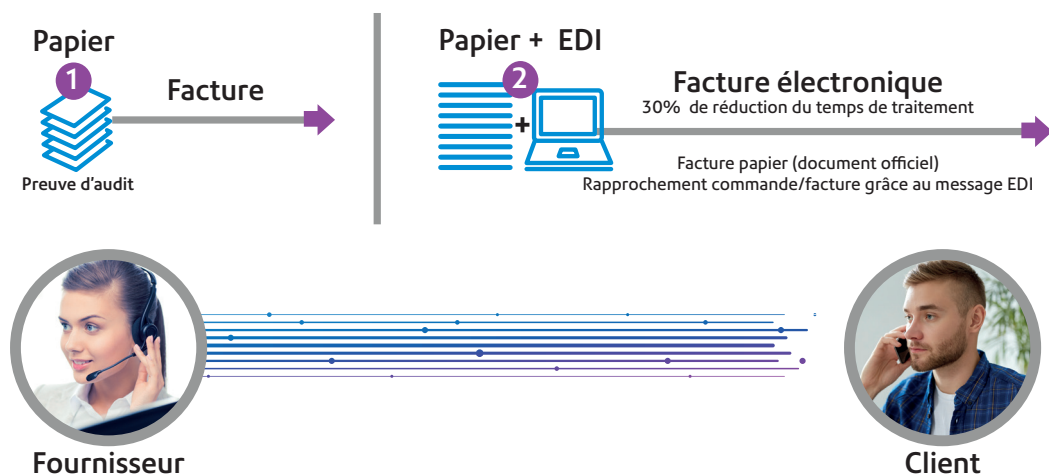 Papier
1
Facture
Preuve d'audit
Papier + EDI
2
+
Facture électronique
30% de réduction du temps de traitement
Facture papier (document officiel)
Rapprochement commande/facture grâce au message EDI
Fournisseur
Client